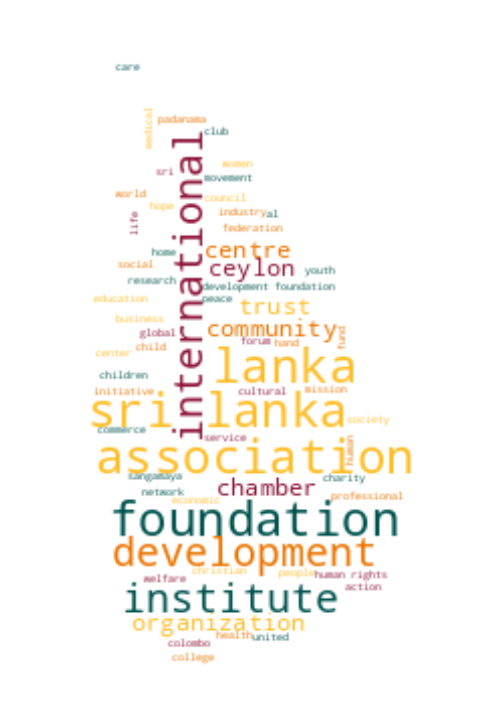 care
medical
padanama
club
international
women
sri
movement
world
council
hope
industry
al
life
federation
home
centre
social
ceylon
youth
research
development foundation
education
peace
trust
business
community
global
fund
forum
hand
child
center
lanka
children
initiative
cultural
mission
sri lanka
society
commerce
service
human
association
sangamaya
charity
chamber
network
professional
economic
foundation
development
christian
people
human rights
welfare
action
institute
organization
health
united
colombo
college